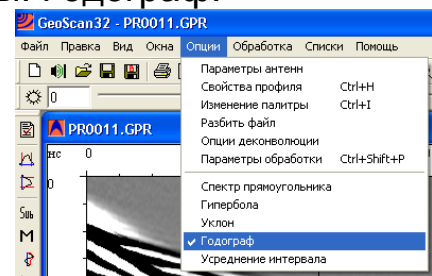 Годограф.
GeoScan32 - PR0011.GPR
Файл Правка Вид Окна Опции Обработка Списки Помощь
0
Параметры антенн
Свойства профиля Ctrl+H
Изменение палитры Ctrl+I
Разбить файл
Опции деконволюции
Параметры обработки Ctrl+Shift+P
Спектр прямоугольника
Гипербола
Уклон
Годограф
Усреднение интервала
PR0011.GPR
нс 0
0
Sub
M